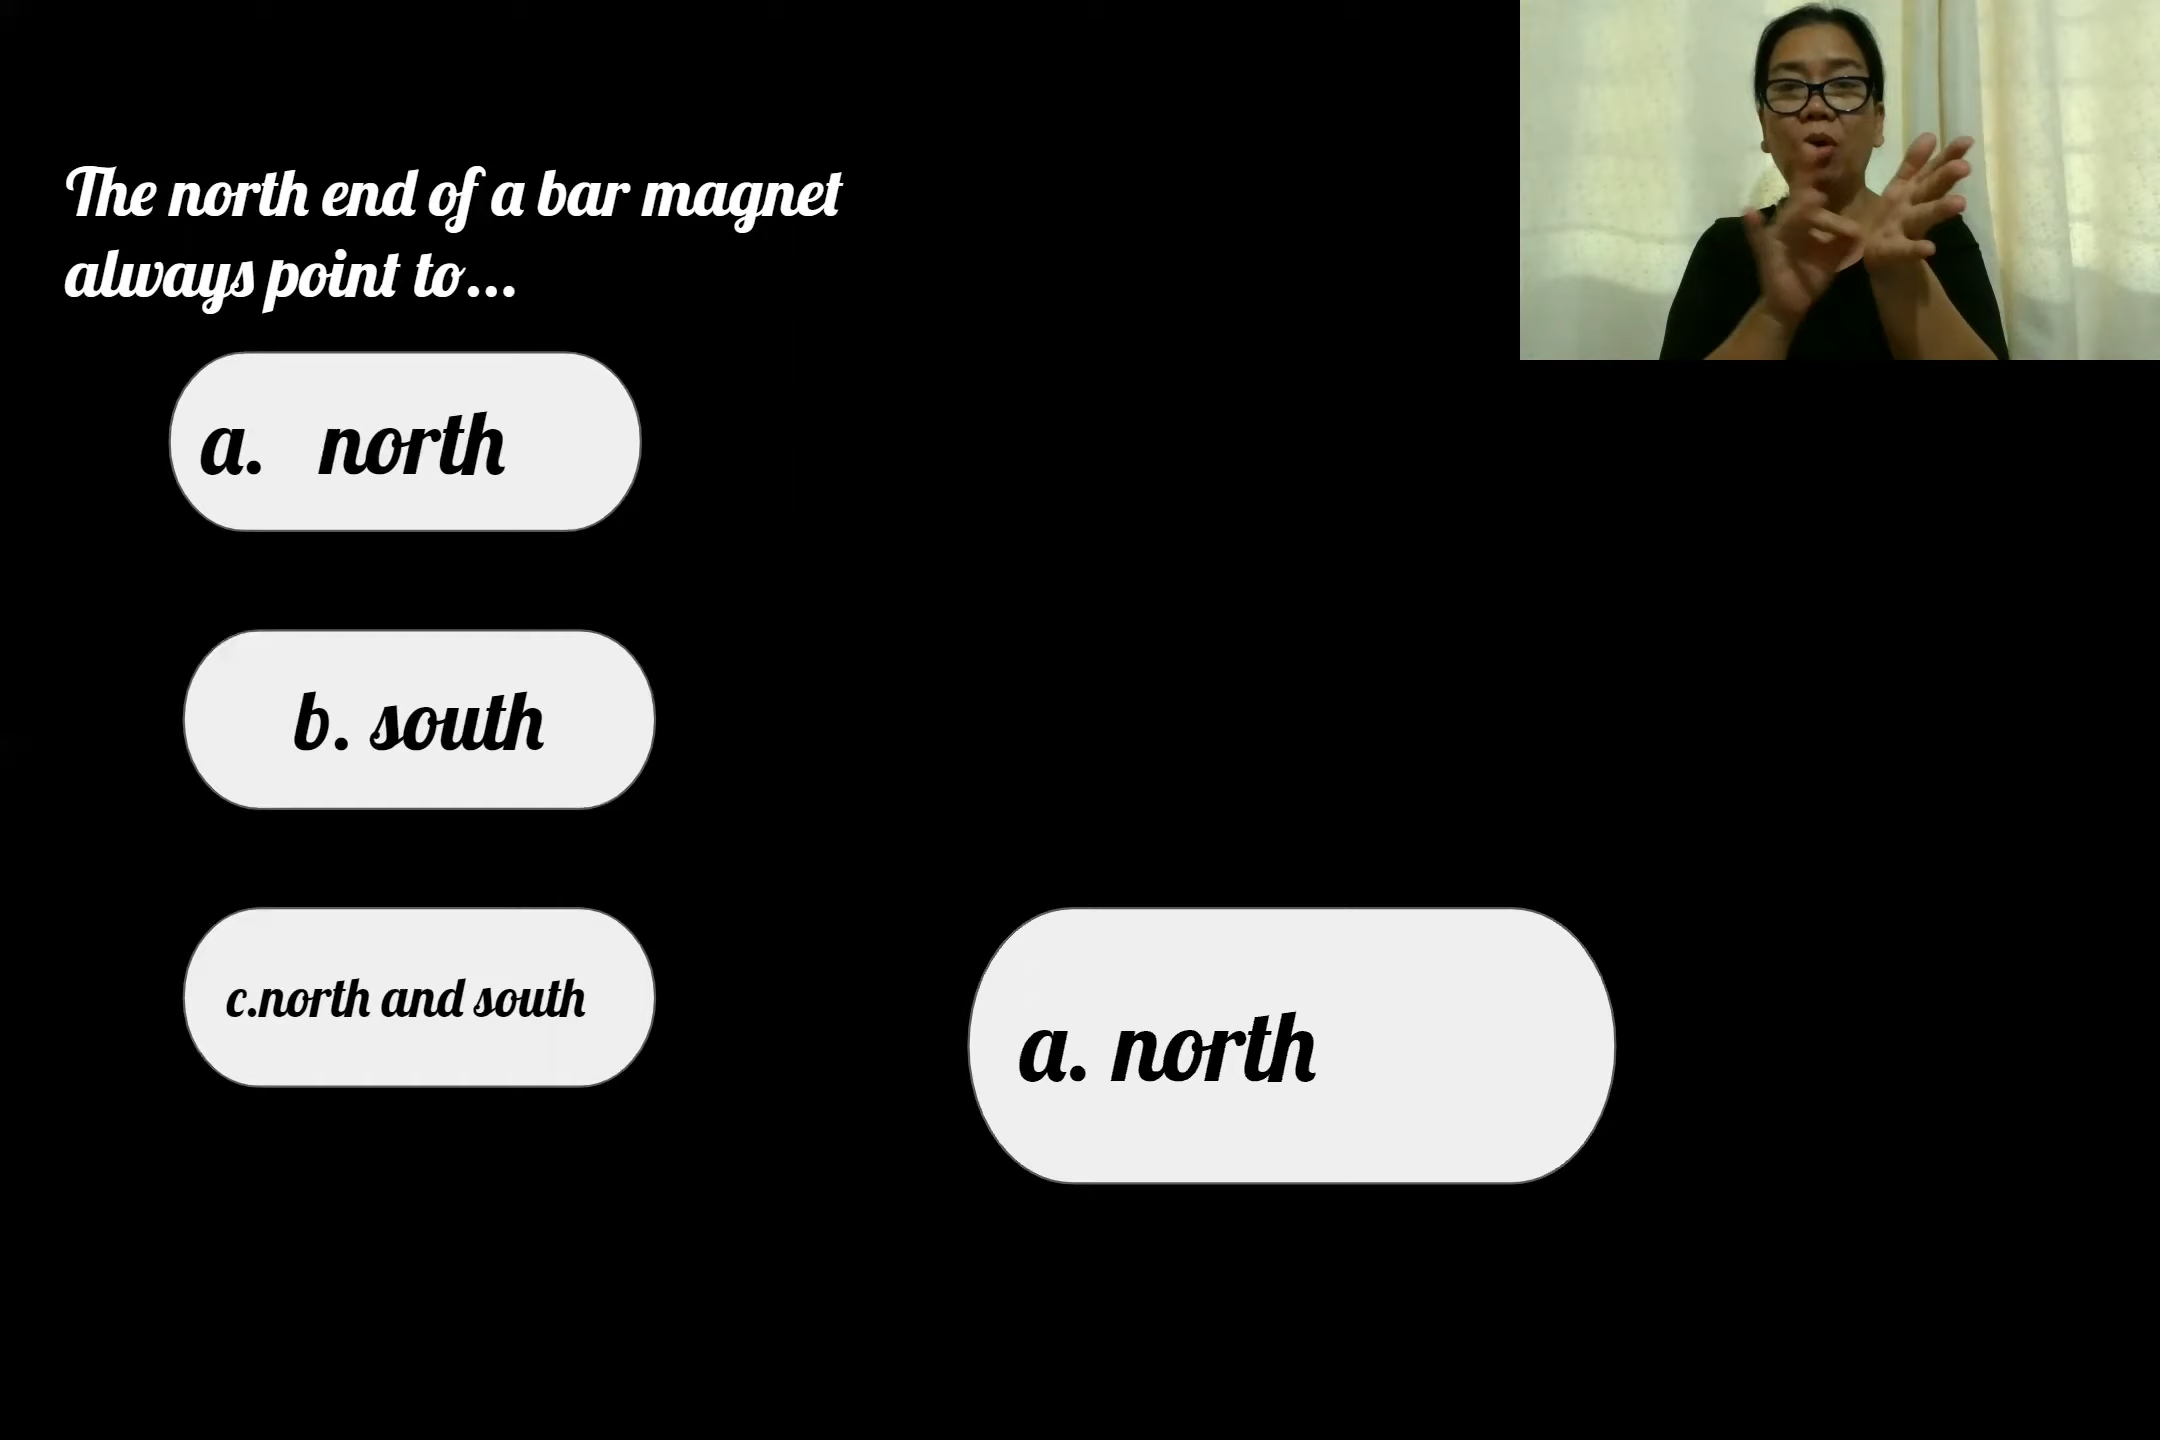 The north end of a bar magnet
always point to...
a. north
b. south
c.north and south
a. north